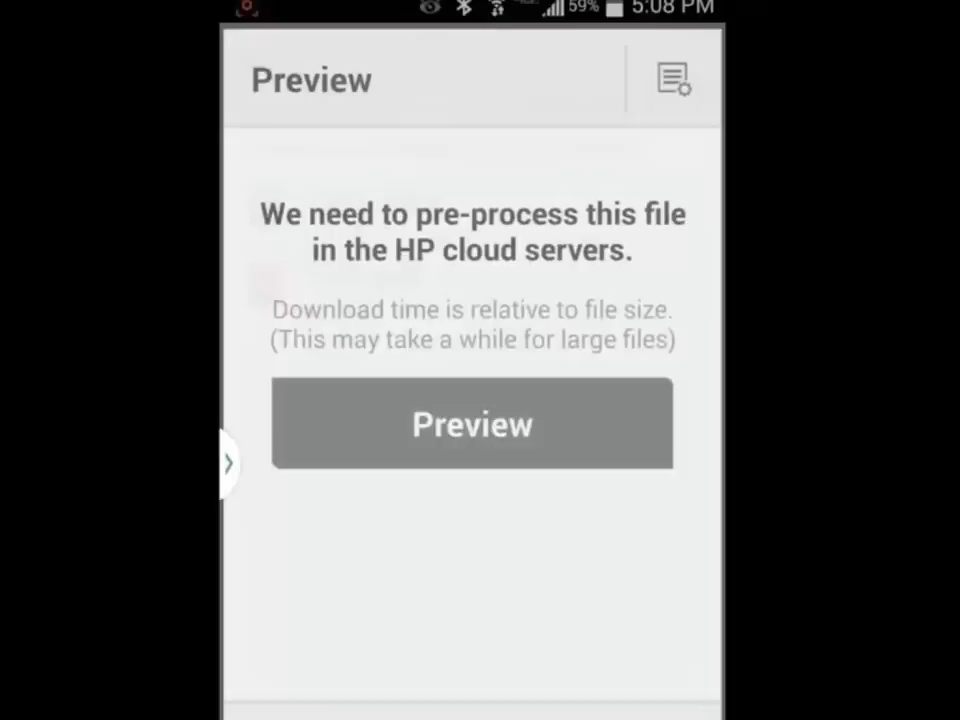 59% 5:08 PM
Preview
We need to pre-process this file
in the HP cloud servers.
Download time is relative to file size.
(This may take a while for large files)
Preview